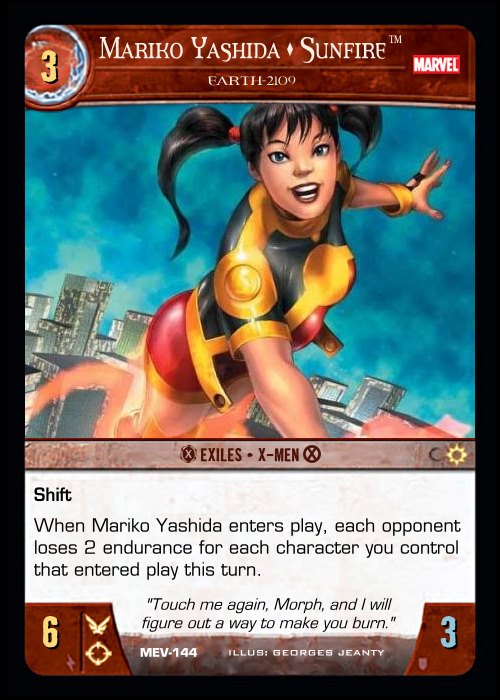 3
MARIKO YASHIDA • SUNFIRE™
MARVEL
EARTH-2109
EXILES • X-MEN
C
Shift
When Mariko Yashida enters play, each opponent
loses 2 endurance for each character you control
that entered play this turn.
"Touch me again, Morph, and I will
figure out a way to make you burn."
6
3
MEV-144 ILLUS: GEORGES JEANTY